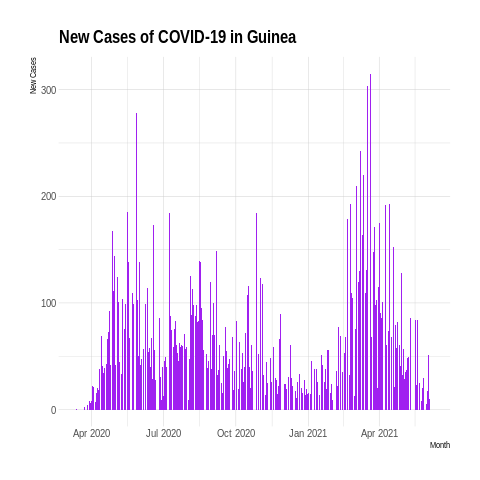 New Cases of COVID-19 in Guinea
New Cases
300
200
100
0
Apr 2020 Jul 2020 Oct 2020 Jan 2021 Apr 2021
Month